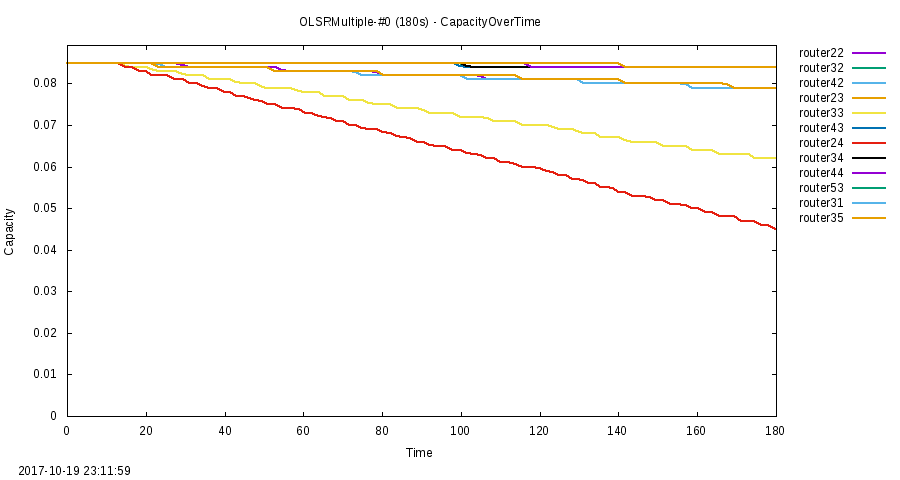 OLSRMultiple-#0 (180s) - CapacityOverTime
router22
router32
router42
router23
router33
router43
router24
router34
router44
router53
router31
router35
0.08
0.07
0.06
0.05
0.04
0.03
0.02
0.01
0
Capacity
0 20 40 60 80 100 120 140 160 180
Time
2017-10-19 23:11:59